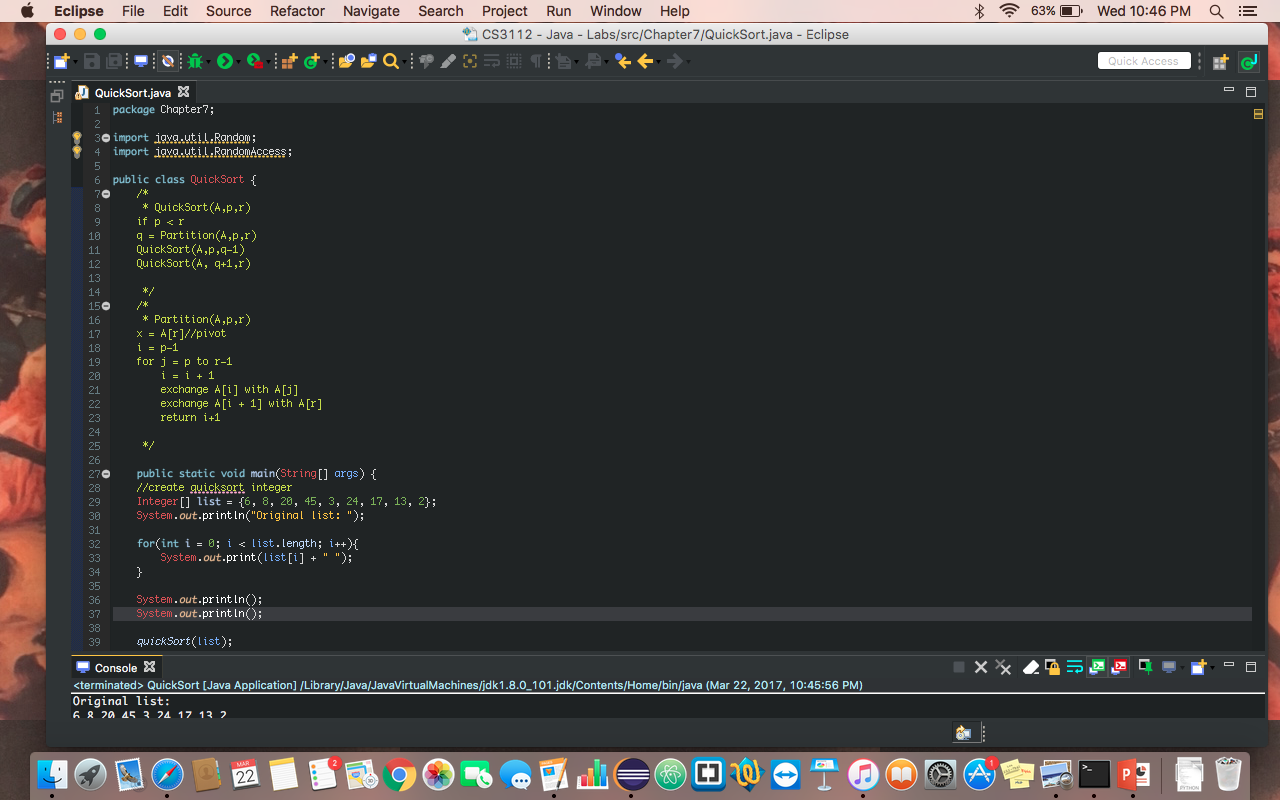 Eclipse File Edit Source Refactor Navigate Search Project Run Window Help 63% Wed 10:46 PM
CS3112 - Java - Labs/src/Chapter7/QuickSort.java - Eclipse
Quick Access
QuickSort.java
1 package Chapter7;
2
3 import java.util.Random;
4 import java.util.RandomAccess;
5
6 public class QuickSort {
7 /*
8 * QuickSort(A,p,r)
9 if p < r
10 q = Partition(A,p,r)
11 QuickSort(A,p,q-1)
12 QuickSort(A, q+1,r)
13
14 */
15 /*
16 * Partition(A,p,r)
17 x = A[r]//pivot
18 i = p-1
19 for j = p to r-1
20 i = i + 1
21 exchange A[i] with A[j]
22 exchange A[i + 1] with A[r]
23 return i+1
24
25 */
26
27 public static void main(String[] args) {
28 //create quicksort integer
29 Integer[] list = {6, 8, 20, 45, 3, 24, 17, 13, 2};
30 System.out.println("Original list: ");
31
32 for(int i = 0; i < list.length; i++){
33 System.out.print(list[i] + " ");
34 }
35
36 System.out.println();
37 System.out.println();
38
39 quickSort(list);
Console
<terminated> QuickSort [Java Application] /Library/Java/JavaVirtualMachines/jdk1.8.0_101.jdk/Contents/Home/bin/java (Mar 22, 2017, 10:45:56 PM)
Original list:
6 8 20 45 3 24 17 13 2
MAR
22
2
1
PYTHON